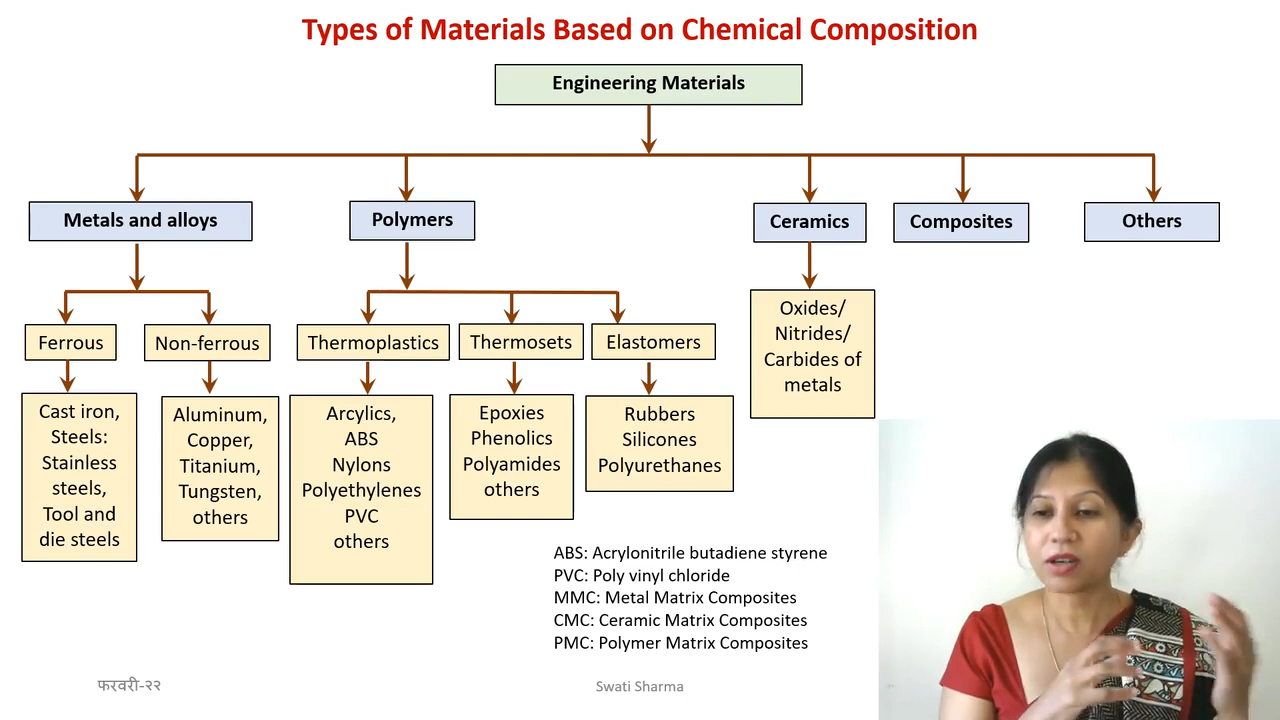 Types of Materials Based on Chemical Composition
Engineering Materials
Metals and alloys
Polymers
Ceramics
Composites
Others
Ferrous
Non-ferrous
Thermoplastics
Thermosets
Elastomers
Oxides/
Nitrides/
Carbides of
metals
Cast iron,
Steels:
Stainless
steels,
Tool and
die steels
Aluminum,
Copper,
Titanium,
Tungsten,
others
Arcylics,
ABS
Nylons
Polyethylenes
PVC
others
Epoxies
Phenolics
Polyamides
others
Rubbers
Silicones
Polyurethanes
ABS: Acrylonitrile butadiene styrene
PVC: Poly vinyl chloride
MMC: Metal Matrix Composites
CMC: Ceramic Matrix Composites
PMC: Polymer Matrix Composites
फरवरी-२२
Swati Sharma